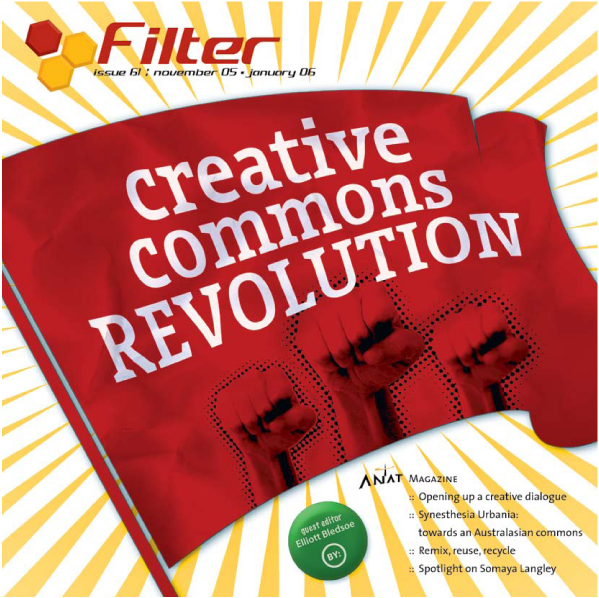 Filter
issue 61 : november 05 • january 06
creative
commons
REVOLUTION
ANAT MAGAZINE
:: Opening up a creative dialogue
:: Synesthesia Urbania:
towards an Australasian commons
:: Remix, reuse, recycle
:: Spotlight on Somaya Langley
guest editor
Elliott Bledsoe
BY: